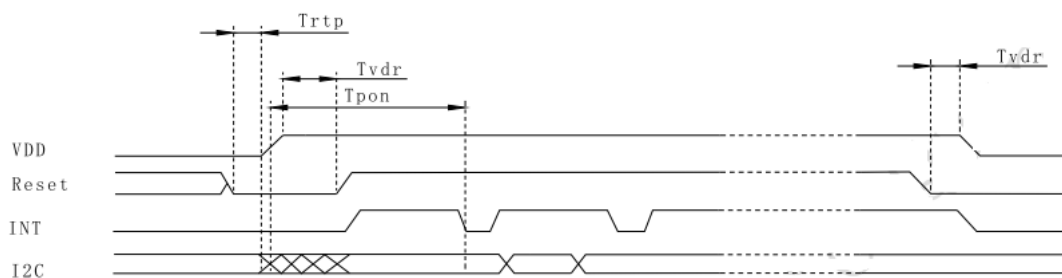 Trtp
Tvdr
Tvdr
Tpon
VDD
Reset
INT
I2C